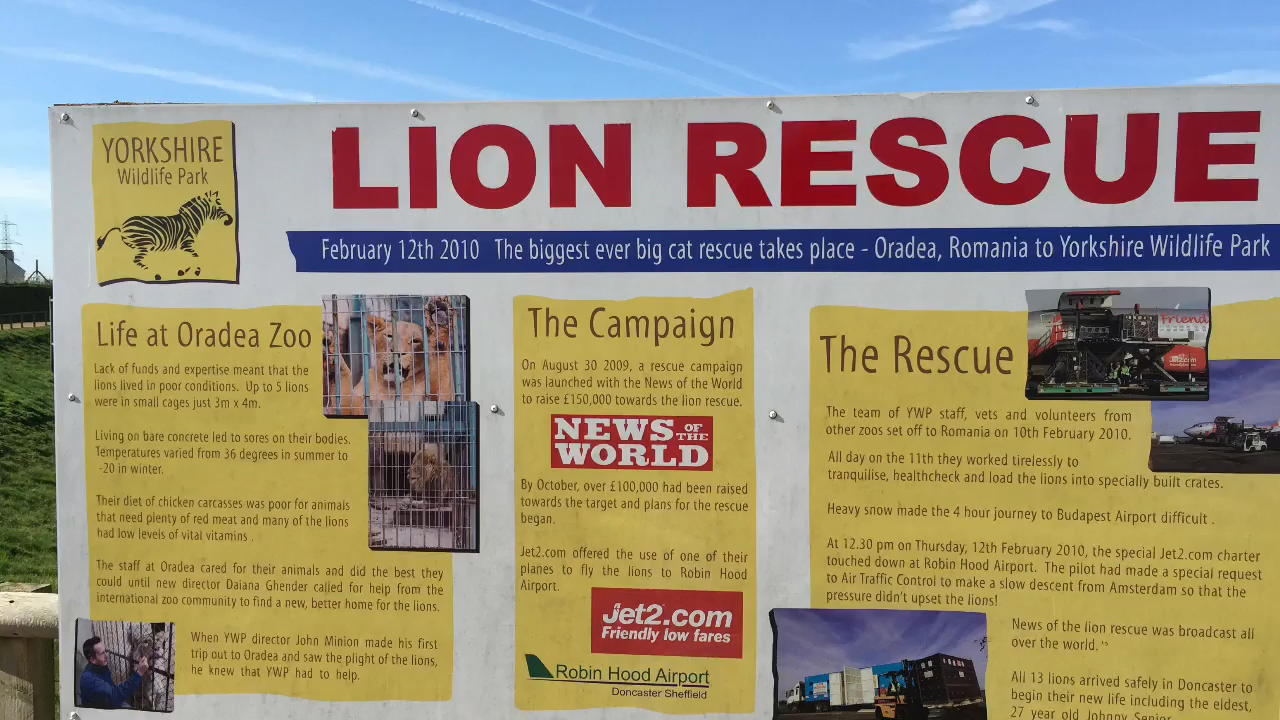 YORKSHIRE
Wildlife Park
LION RESCUE
February 12th 2010 The biggest ever big cat rescue takes place - Oradea, Romania to Yorkshire Wildlife Park
Life at Oradea Zoo
Lack of funds and expertise meant that the
lions lived in poor conditions. Up to 5 lions
were in small cages just 3m x 4m.
Living on bare concrete led to sores on their bodies.
Temperatures varied from 36 degrees in summer to
-20 in winter.
Their diet of chicken carcasses was poor for animals
that need plenty of red meat and many of the lions
had low levels of vital vitamins .
The staff at Oradea cared for their animals and did the best they
could until new director Daiana Ghender called for help from the
international zoo community to find a new, better home for the lions.
When YWP director John Minion made his first
trip out to Oradea and saw the plight of the lions,
he knew that YWP had to help.
The Campaign
On August 30 2009, a rescue campaign
was launched with the News of the World
to raise £150,000 towards the lion rescue.
NEWS OF THE
WORLD
By October, over £100,000 had been raised
towards the target and plans for the rescue
began.
Jet2.com offered the use of one of their
planes to fly the lions to Robin Hood
Airport.
Jet2.com
Friendly low fares
Robin Hood Airport
Doncaster Sheffield
The Rescue
Friend
Jet2.com
The team of YWP staff, vets and volunteers from
other zoos set off to Romania on 10th February 2010.
All day on the 11th they worked tirelessly to
tranquilise, healthcheck and load the lions into specially built crates.
Heavy snow made the 4 hour journey to Budapest Airport difficult .
At 12.30 pm on Thursday, 12th February 2010, the special Jet2.com charter
touched down at Robin Hood Airport. The pilot had made a special request
to Air Traffic Control to make a slow descent from Amsterdam so that the
pressure didn't upset the lions!
News of the lion rescue was broadcast all
over the world.
All 13 lions arrived safely in Doncaster to
begin their new life including the eldest,
27 year old Johnny Senior